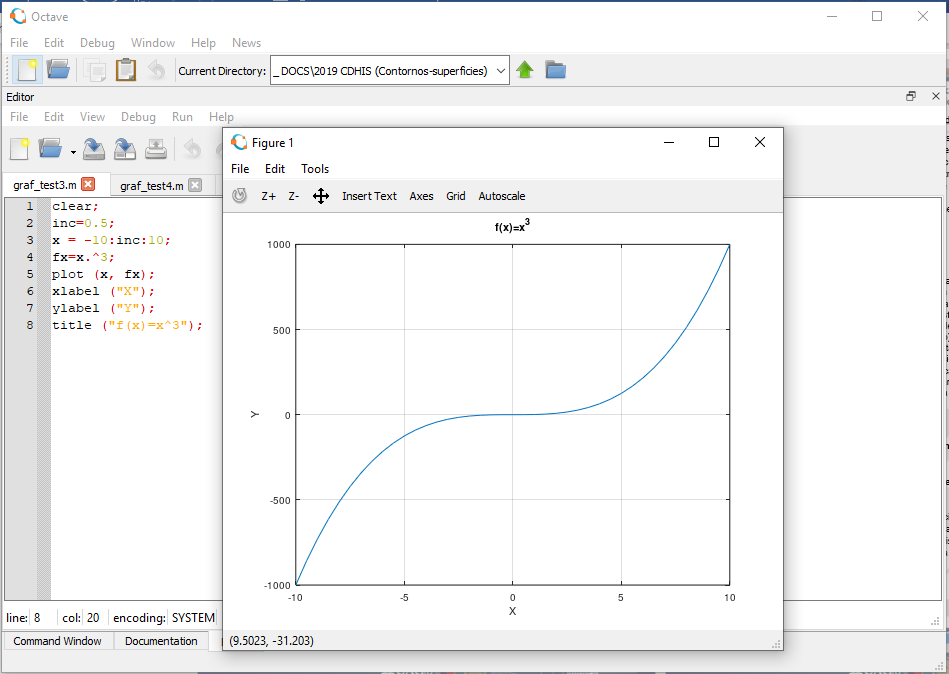 Octave
File Edit Debug Window Help News
Current Directory: _DOCS\2019 CDHIS (Contornos-superficies)
Editor
File Edit View Debug Run Help
graf_test3.m graf_test4.m
1 clear;
2 inc=0.5;
3 x = -10:inc:10;
4 fx=x.^3;
5 plot (x, fx);
6 xlabel ("X");
7 ylabel ("Y");
8 title ("f(x)=x^3");
line: 8 col: 20 encoding: SYSTEM
Command Window Documentation
Figure 1
File Edit Tools
Z+ Z- Insert Text Axes Grid Autoscale
f(x)=x³
1000
500
0
-500
-1000
Y
-10 -5 0 5 10
X
(9.5023, -31.203)